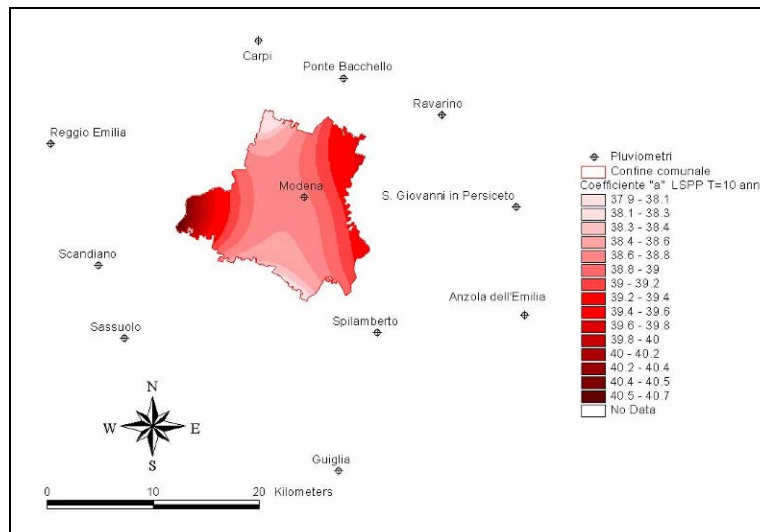 Carpi
Ponte Bacchello
Ravarino
Reggio Emilia
Modena
S. Giovanni in Persiceto
Scandiano
Sassuolo
Spilamberto
Anzola dell'Emilia
Guiglia
N
W E
S
0 10 20 Kilometers
Pluviometri
Confine comunale
Coefficiente "a" LSPP T=10 ann
37.9 - 38.1
38.1 - 38.3
38.3 - 38.4
38.4 - 38.6
38.6 - 38.8
38.8 - 39
39 - 39.2
39.2 - 39.4
39.4 - 39.6
39.6 - 39.8
39.8 - 40
40 - 40.2
40.2 - 40.4
40.4 - 40.5
40.5 - 40.7
No Data